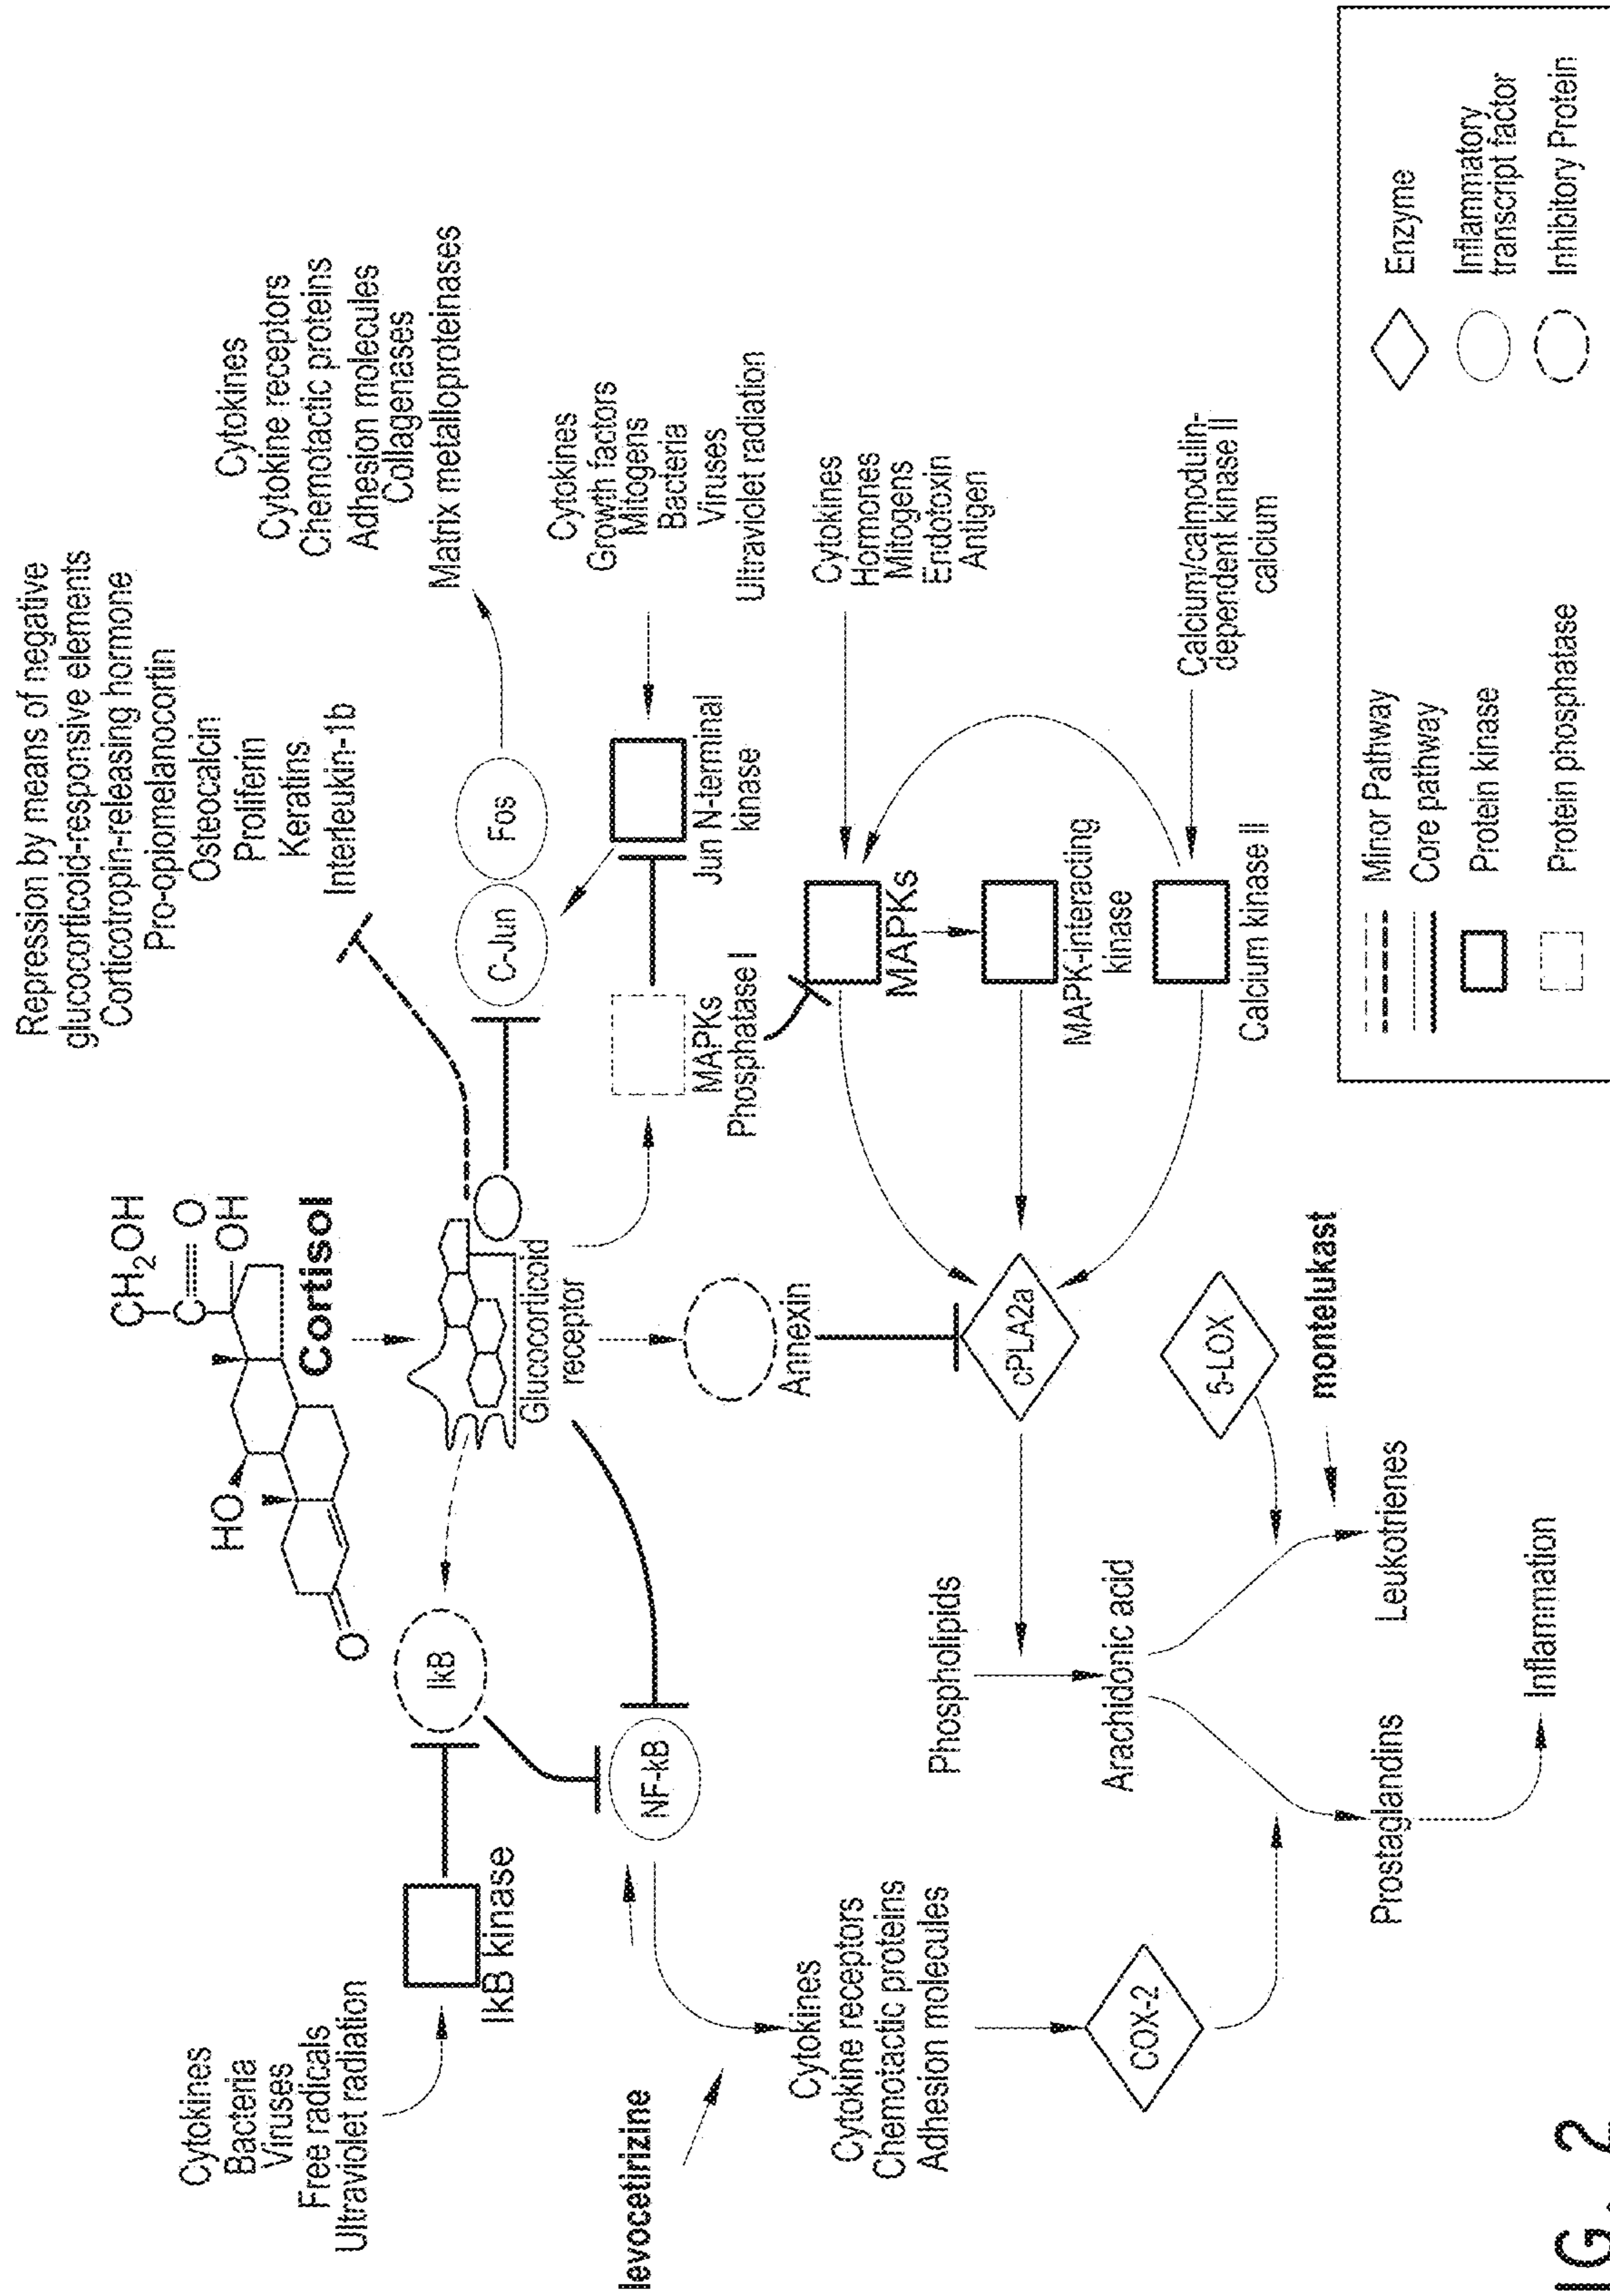 Repression by means of negative
glucocorticoid-responsive elements
Corticotropin-releasing hormone
Pro-opiomelanocortin
Osteocalcin
Proliferin
Keratins
Interleukin-1b
CH₂OH
C=O
OH
HO
O
Cortisol
Cytokines
Bacteria
Viruses
Free radicals
Ultraviolet radiation
IkB kinase
IkB
Glucocorticoid
receptor
C-Jun
Fos
Cytokines
Cytokine receptors
Chemotactic proteins
Adhesion molecules
Collagenases
Matrix metalloproteinases
levocetirizine
NF-kB
Annexin
MAPKs
Phosphatase I
Jun N-terminal
kinase
Cytokines
Growth factors
Mitogens
Bacteria
Viruses
Ultraviolet radiation
Cytokines
Cytokine receptors
Chemotactic proteins
Adhesion molecules
COX-2
Phospholipids
Arachidonic acid
cPLA2a
MAPKs
Cytokines
Hormones
Mitogens
Endotoxin
Antigen
MAPK-interacting
kinase
Calcium kinase II
Calcium/calmodulin-
dependent kinase II
calcium
5-LOX
montelukast
Leukotrienes
Prostaglandins
Inflammation
Minor Pathway
Core pathway
Protein kinase
Protein phosphatase
Enzyme
Inflammatory
transcript factor
Inhibitory Protein
IG. 2